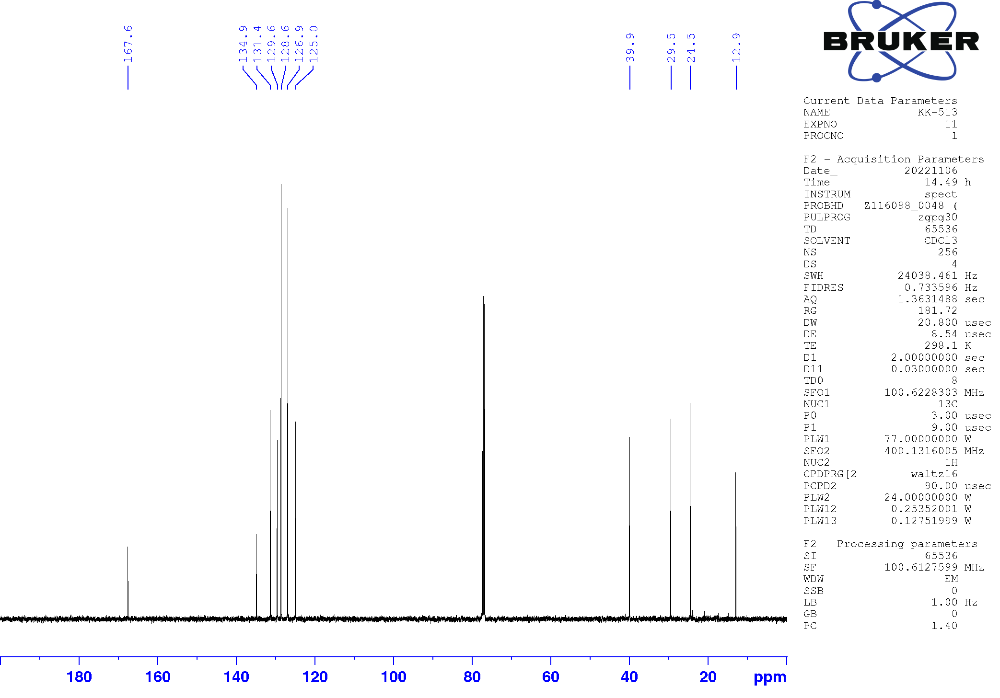 167.6
134.9
131.4
129.6
128.6
126.9
125.0
39.9
29.5
24.5
12.9
BRUKER
Current Data Parameters
NAME KK-513
EXPNO 11
PROCNO 1
F2 - Acquisition Parameters
Date_ 20221106
Time 14.49 h
INSTRUM spect
PROBHD Z116098_0048 (
PULPROG zgpg30
TD 65536
SOLVENT CDCl3
NS 256
DS 4
SWH 24038.461 Hz
FIDRES 0.733596 Hz
AQ 1.3631488 sec
RG 181.72
DW 20.800 usec
DE 8.54 usec
TE 298.1 K
D1 2.00000000 sec
D11 0.03000000 sec
TD0 8
SFO1 100.6228303 MHz
NUC1 13C
P0 3.00 usec
P1 9.00 usec
PLW1 77.00000000 W
SFO2 400.1316005 MHz
NUC2 1H
CPDPRG[2 waltz16
PCPD2 90.00 usec
PLW2 24.00000000 W
PLW12 0.25352001 W
PLW13 0.12751999 W
F2 - Processing parameters
SI 65536
SF 100.6127599 MHz
WDW EM
SSB 0
LB 1.00 Hz
GB 0
PC 1.40
180 160 140 120 100 80 60 40 20 ppm